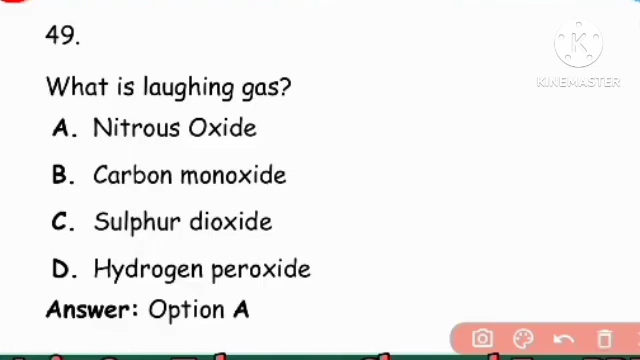 49.
K
KINEMASTER
What is laughing gas?
A. Nitrous Oxide
B. Carbon monoxide
C. Sulphur dioxide
D. Hydrogen peroxide
Answer: Option A